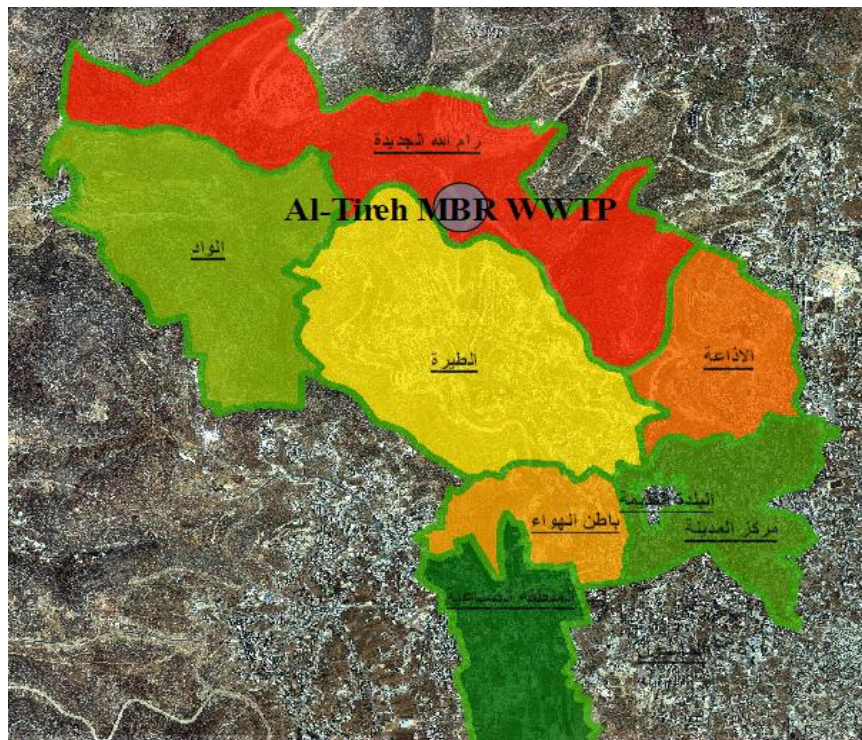 رام الله الجديدة
Al-Tireh MBR WWTP
الواد
الطيرة
الاذاعة
البلدة القديمة
باطن الهواء
مركز المدينة
المنطقة الصناعية